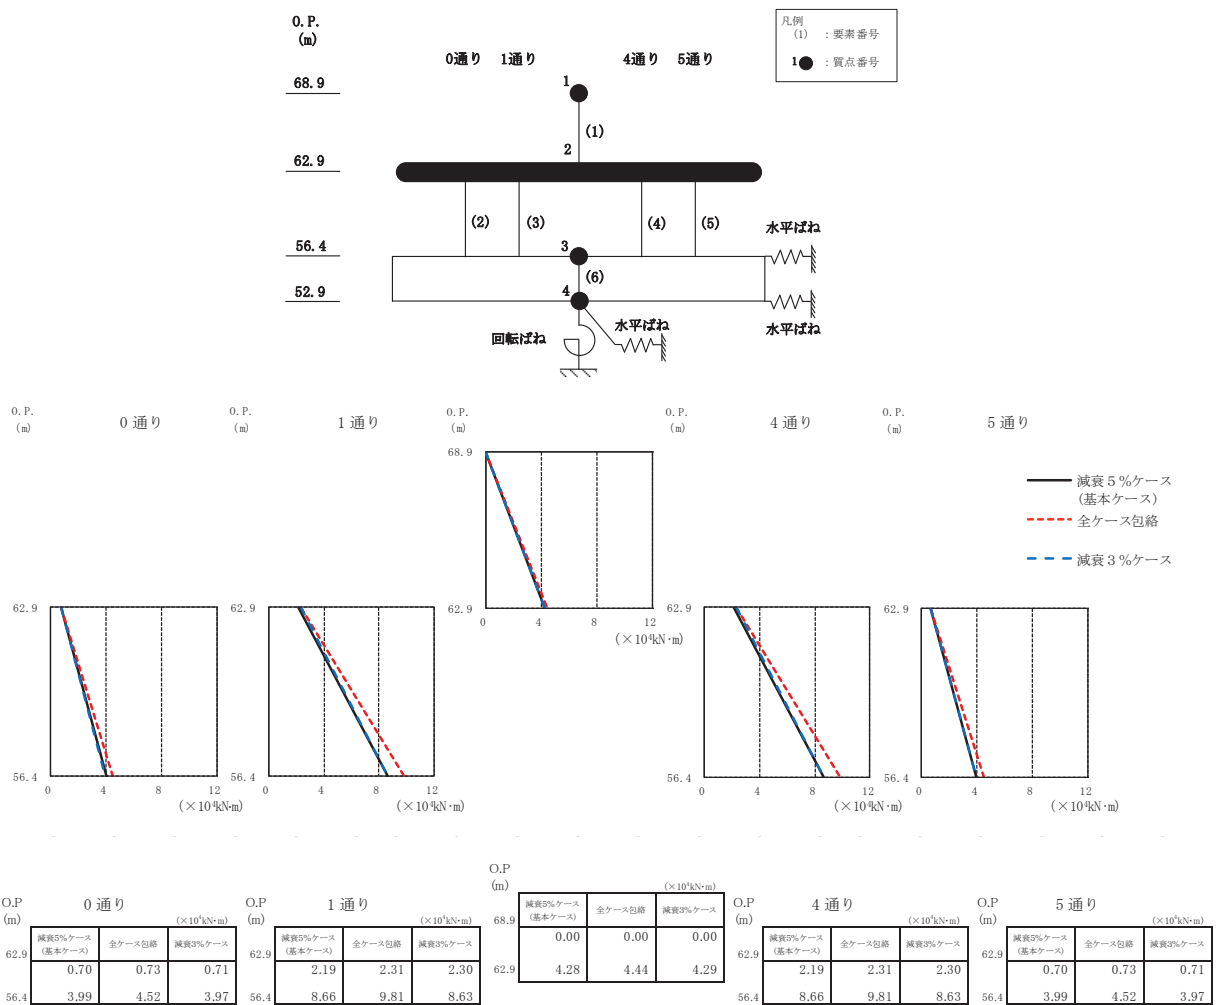 O.P.
(m)
凡例
(1) : 要素番号
1 : 質点番号
0通り 1通り 4通り 5通り
68.9
1
(1)
2
62.9
(2) (3) (4) (5)
水平ばね
56.4
3
(6)
52.9
4
水平ばね
回転ばね
水平ばね
O.P.
(m)
0 通り
O.P.
(m)
1 通り
O.P.
(m)
O.P.
(m)
4 通り
O.P.
(m)
5 通り
68.9
62.9
0 4 8 12
(×10⁴kN·m)
減衰5%ケース
(基本ケース)
全ケース包絡
減衰3%ケース
62.9
56.4
0 4 8 12
(×10⁴kN·m)
62.9
56.4
0 4 8 12
(×10⁴kN·m)
62.9
56.4
0 4 8 12
(×10⁴kN·m)
62.9
56.4
0 4 8 12
(×10⁴kN·m)
O.P
(m)
0 通り
(×10⁴kN·m)
減衰5%ケース
(基本ケース)
全ケース包絡
減衰3%ケース
62.9
0.70 0.73 0.71
56.4
3.99 4.52 3.97
O.P
(m)
1 通り
(×10⁴kN·m)
減衰5%ケース
(基本ケース)
全ケース包絡
減衰3%ケース
62.9
2.19 2.31 2.30
56.4
8.66 9.81 8.63
O.P
(m)
(×10⁴kN·m)
減衰5%ケース
(基本ケース)
全ケース包絡
減衰3%ケース
68.9
0.00 0.00 0.00
62.9
4.28 4.44 4.29
O.P
(m)
4 通り
(×10⁴kN·m)
減衰5%ケース
(基本ケース)
全ケース包絡
減衰3%ケース
62.9
2.19 2.31 2.30
56.4
8.66 9.81 8.63
O.P
(m)
5 通り
(×10⁴kN·m)
減衰5%ケース
(基本ケース)
全ケース包絡
減衰3%ケース
62.9
0.70 0.73 0.71
56.4
3.99 4.52 3.97